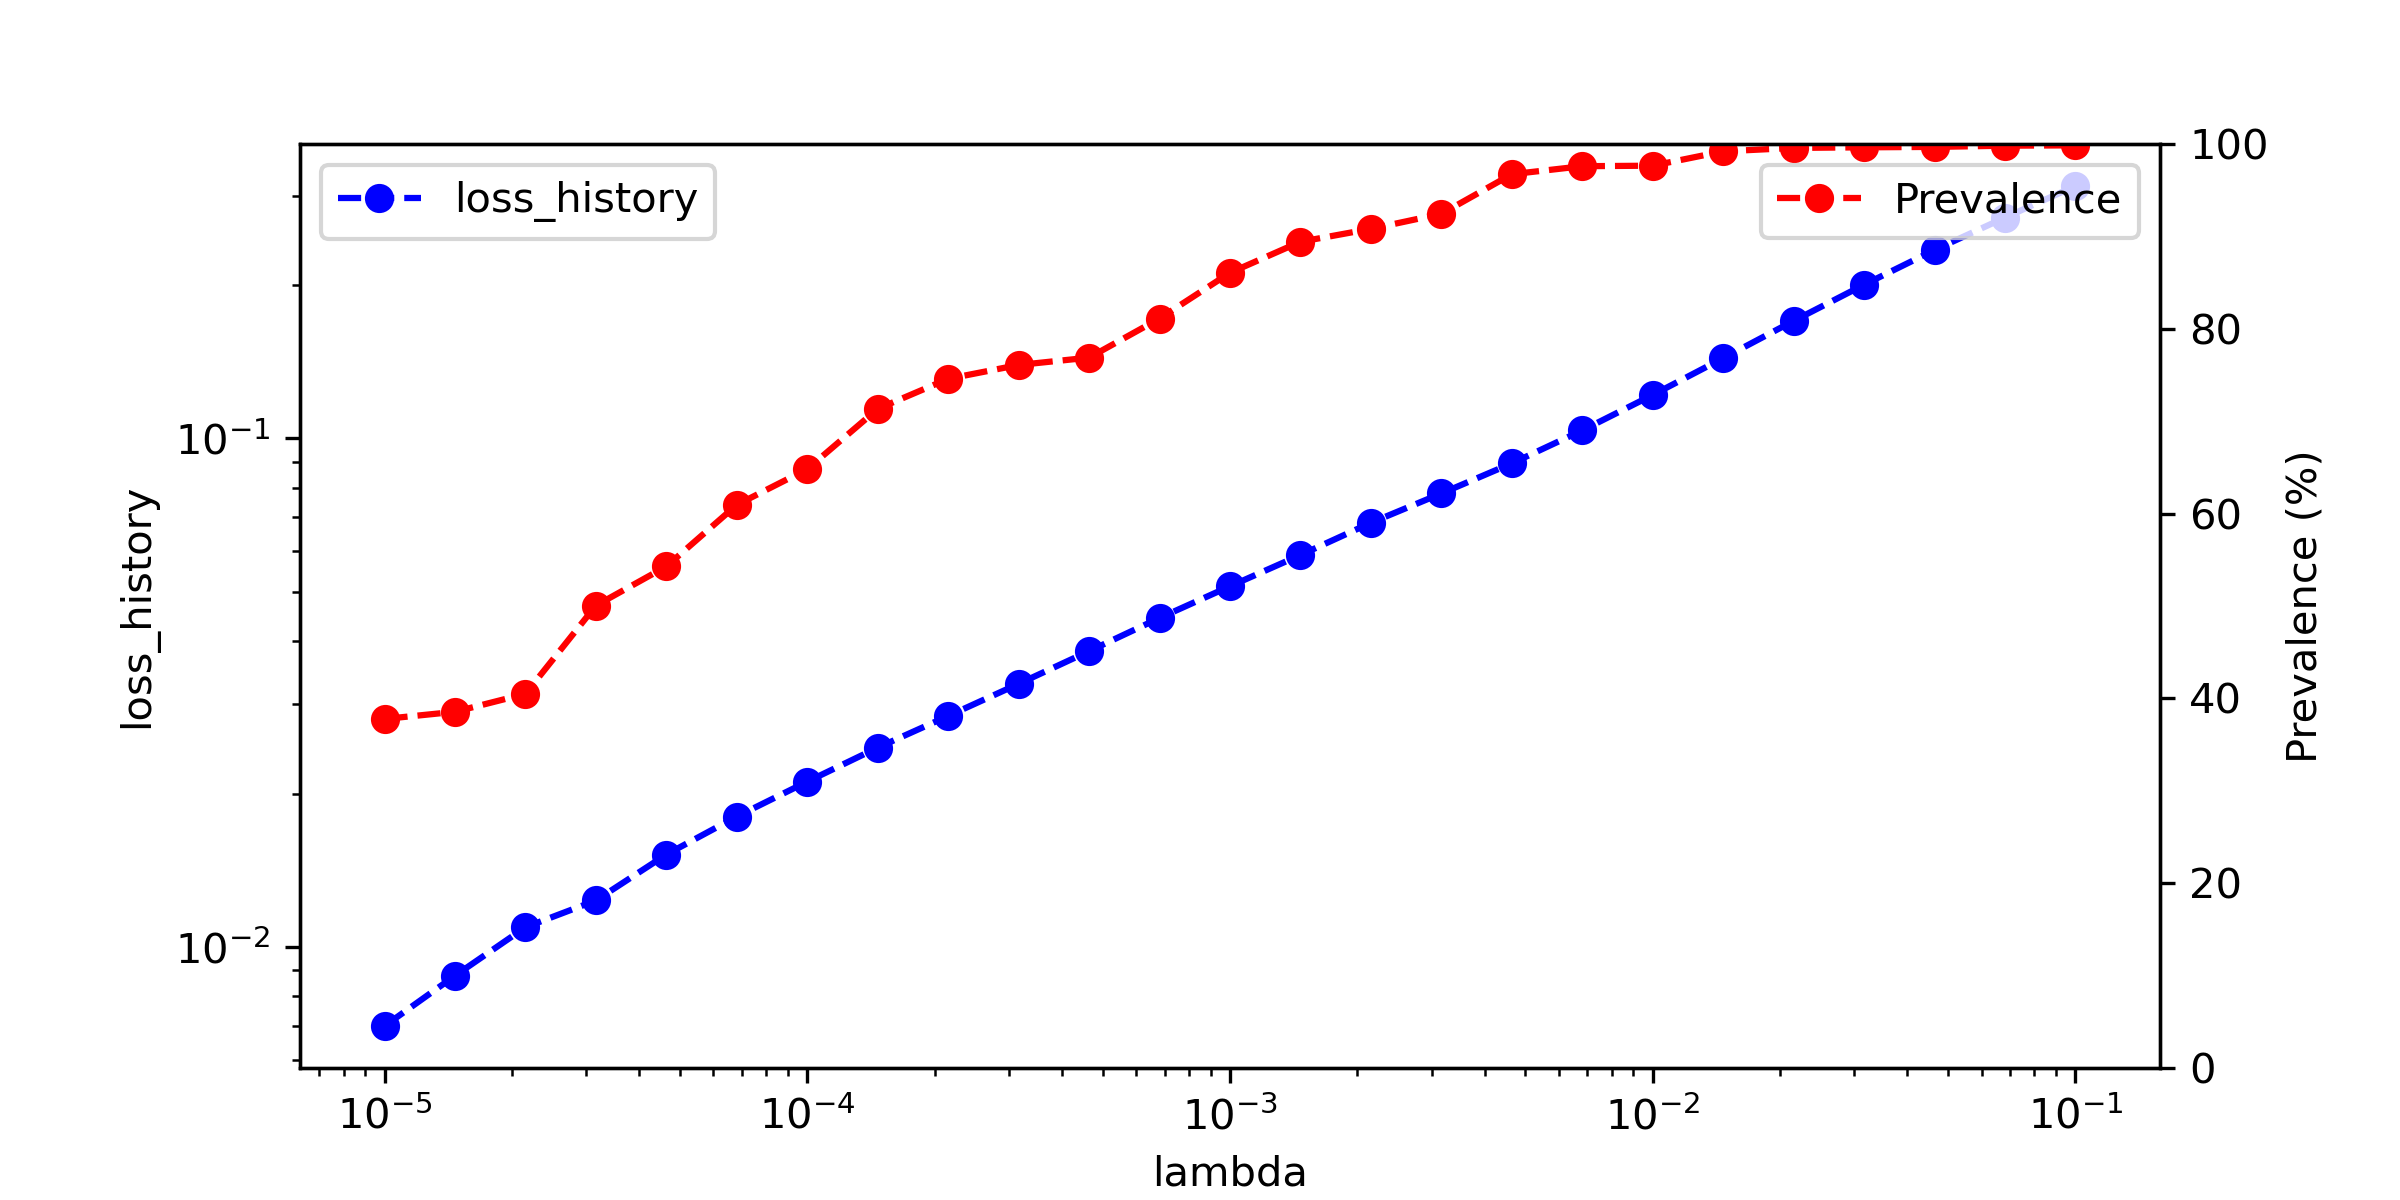 loss_history
Prevalence
10⁻¹
10⁻²
loss_history
100
80
60
40
20
0
Prevalence (%)
10⁻⁵
10⁻⁴
10⁻³
10⁻²
10⁻¹
lambda